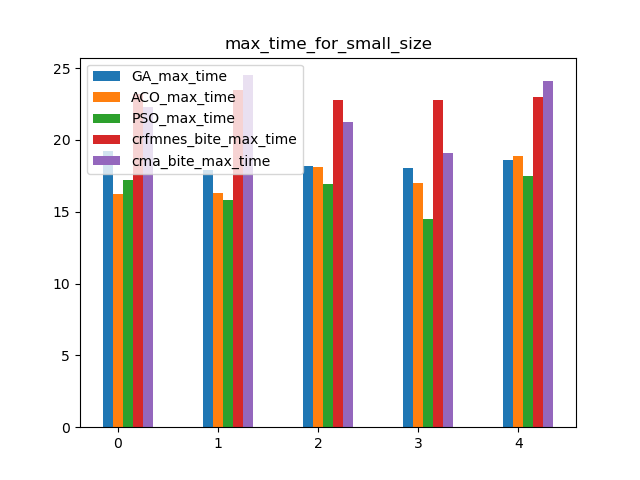 max_time_for_small_size
25
20
15
10
5
0
GA_max_time
ACO_max_time
PSO_max_time
crfmnes_bite_max_time
cma_bite_max_time
0 1 2 3 4